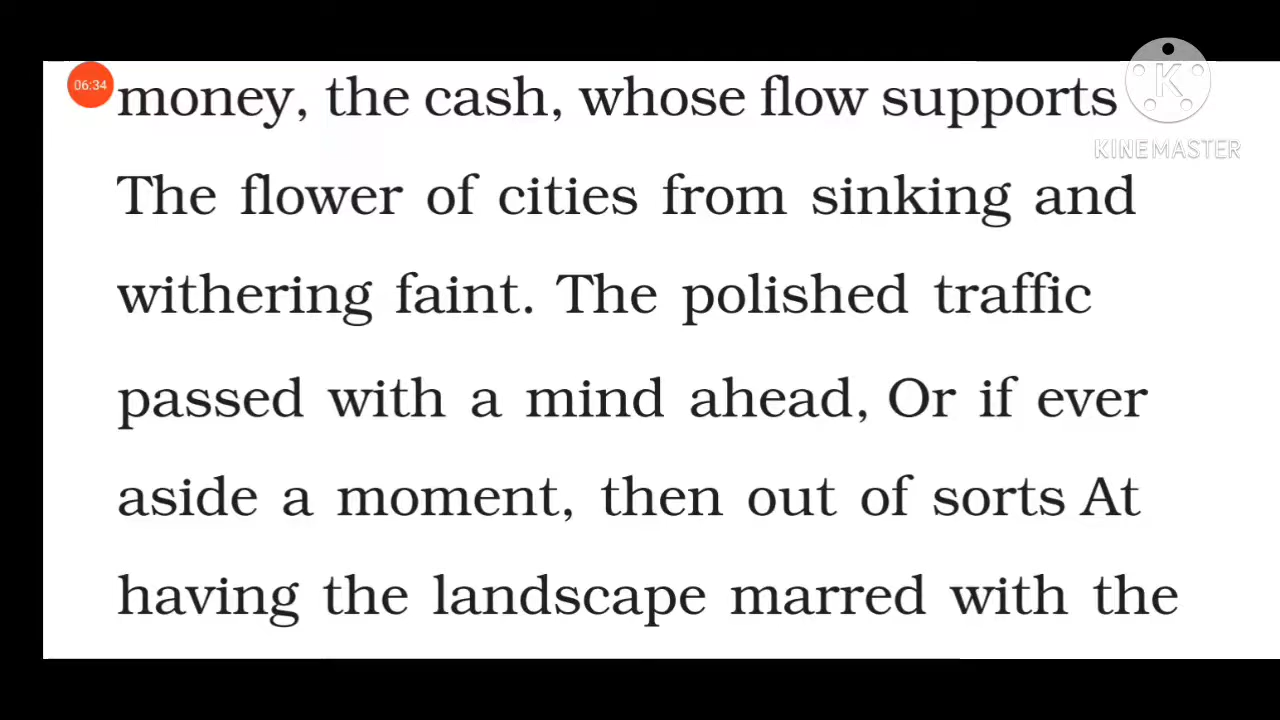 06:34
money, the cash, whose flow supports
K
KINEMASTER
The flower of cities from sinking and
withering faint. The polished traffic
passed with a mind ahead, Or if ever
aside a moment, then out of sorts At
having the landscape marred with the